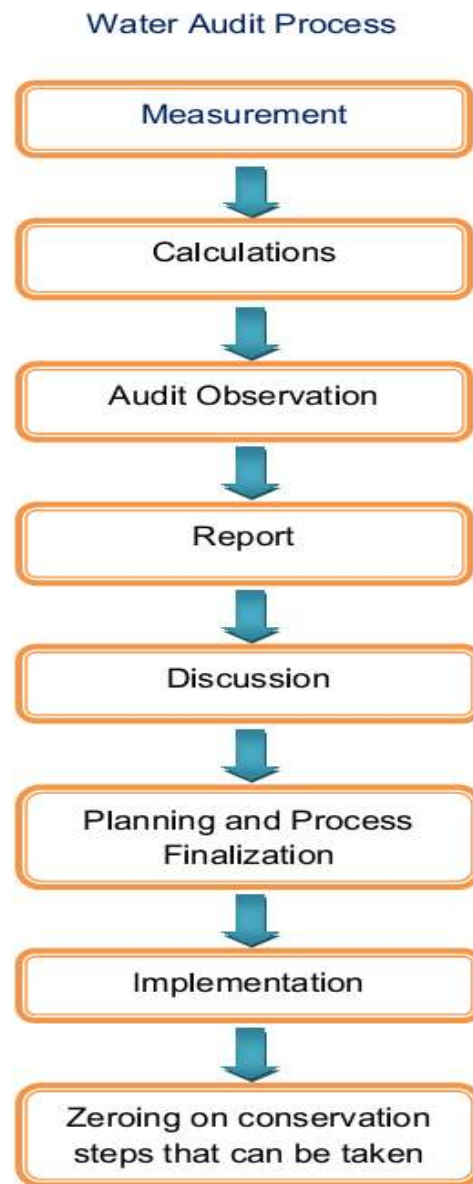 Water Audit Process
Measurement
Calculations
Audit Observation
Report
Discussion
Planning and Process
Finalization
Implementation
Zeroing on conservation
steps that can be taken